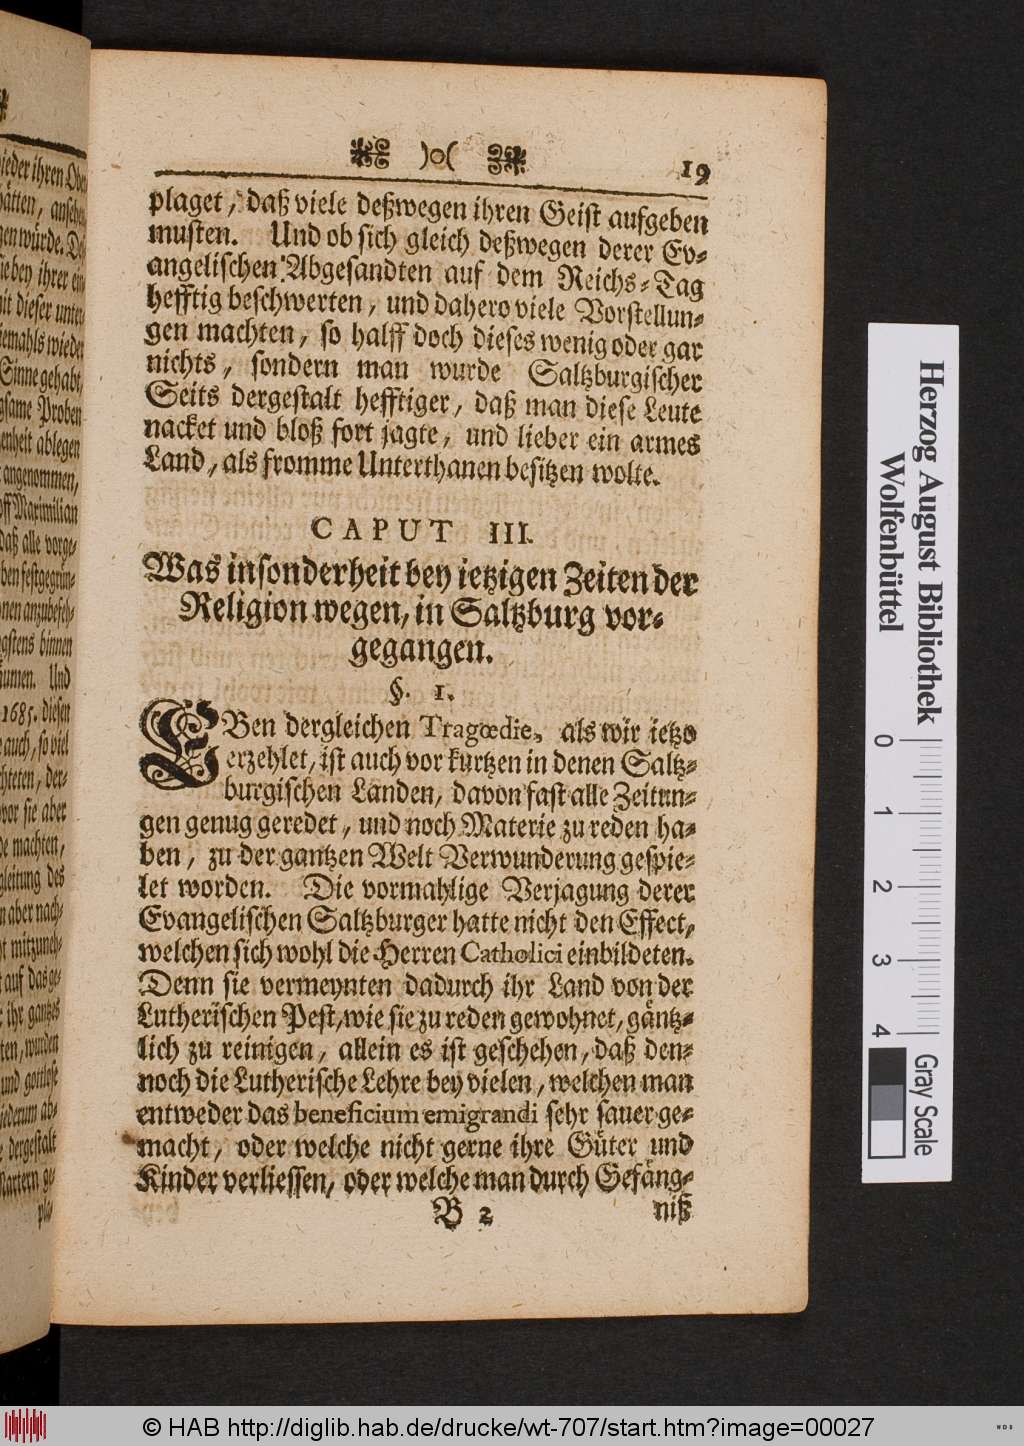 )o( 19
plaget, daß viele deßwegen ihren Geist aufgeben
musten. Und ob sich gleich deßwegen derer Ev-
angelischen Abgesandten auf dem Reichs-Tag
hefftig beschwerten, und dahero viele Vorstellun-
gen machten, so halff doch dieses wenig oder gar
nichts, sondern man wurde Saltzburgischer
Seits dergestalt hefftiger, daß man diese Leute
nacket und bloß fort jagte, und lieber ein armes
Land, als fromme Unterthanen besitzen wolte.
CAPUT III.
Was insonderheit bey ietzigen Zeiten der
Religion wegen, in Saltzburg vor-
gegangen.
§. 1.
EBen dergleichen Tragœdie, als wir ietzo
erzehlet, ist auch vor kurtzen in denen Saltz-
burgischen Landen, davon fast alle Zeitun-
gen genug geredet, und noch Materie zu reden ha-
ben, zu der gantzen Welt Verwunderung gespie-
let worden. Die vormahlige Verjagung derer
Evangelischen Saltzburger hatte nicht den Effect,
welchen sich wohl die Herren Catholici einbildeten.
Denn sie vermeynten dadurch ihr Land von der
Lutherischen Pest, wie sie zu reden gewohnet, gäntz-
lich zu reinigen, allein es ist geschehen, daß den-
noch die Lutherische Lehre bey vielen, welchen man
entweder das beneficium emigrandi sehr sauer ge-
macht, oder welche nicht gerne ihre Güter und
Kinder verliessen, oder welche man durch Gefäng-
B 2 niß
Herzog August Bibliothek
Wolfenbüttel
0 1 2 3 4
Gray Scale
© HAB http://diglib.hab.de/drucke/wt-707/start.htm?image=00027